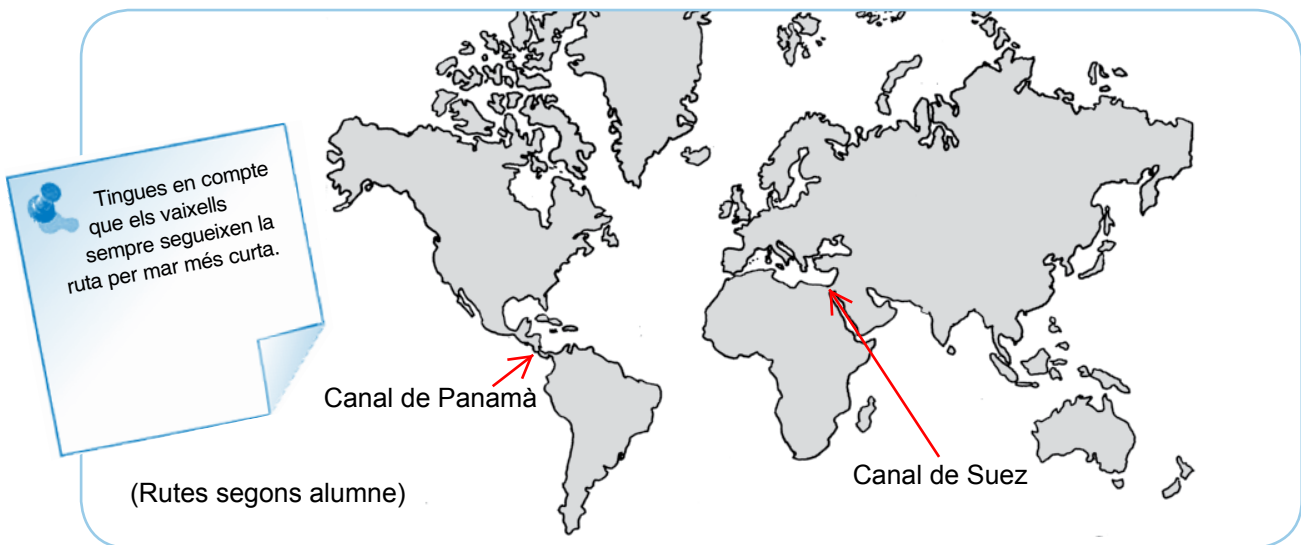 Tingues en compte
que els vaixells
sempre segueixen la
ruta per mar més curta.
Canal de Panamà
Canal de Suez
(Rutes segons alumne)